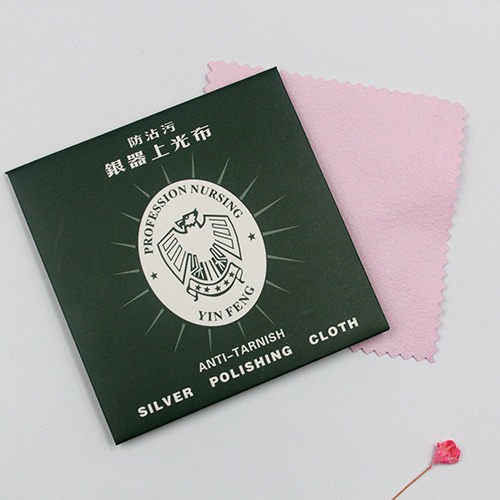 防沾污
銀器上光布
PROFESSION NURSING
YIN FENG
ANTI-TARNISH
SILVER POLISHING CLOTH